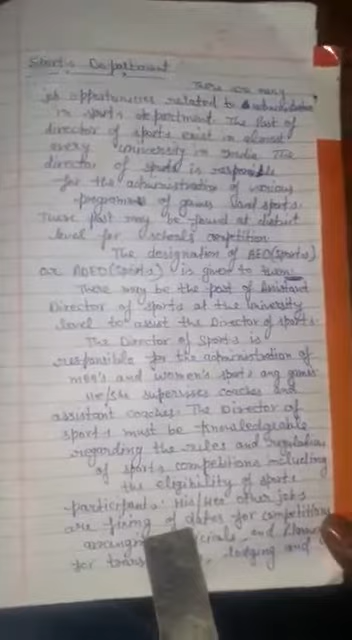 Sports Department
There are many
job opportunities related to administration
in sports department. The Post of
director of sports exist in almost
every university in India The
director of sports is responsible
for the administration of various
programme of games and sports.
These post may be found at district
level for schools competition
The designation of AEO (Sports)
or ADEO (Sports) is given to them
There may be the post of Assistant
Director of sports at the university
level to assist the Director of sports.
The Director of Sports is
responsible for the administration of
men's and women's sports and games
He/She supervises coaches and
assistant coaches. The Director of
sports must be knowledgeable
regarding the rules and regulation
of sports competitions including
the eligibility of sports
participants. His/Her other jobs
are fixing of dates for competitions
and
for lodging and